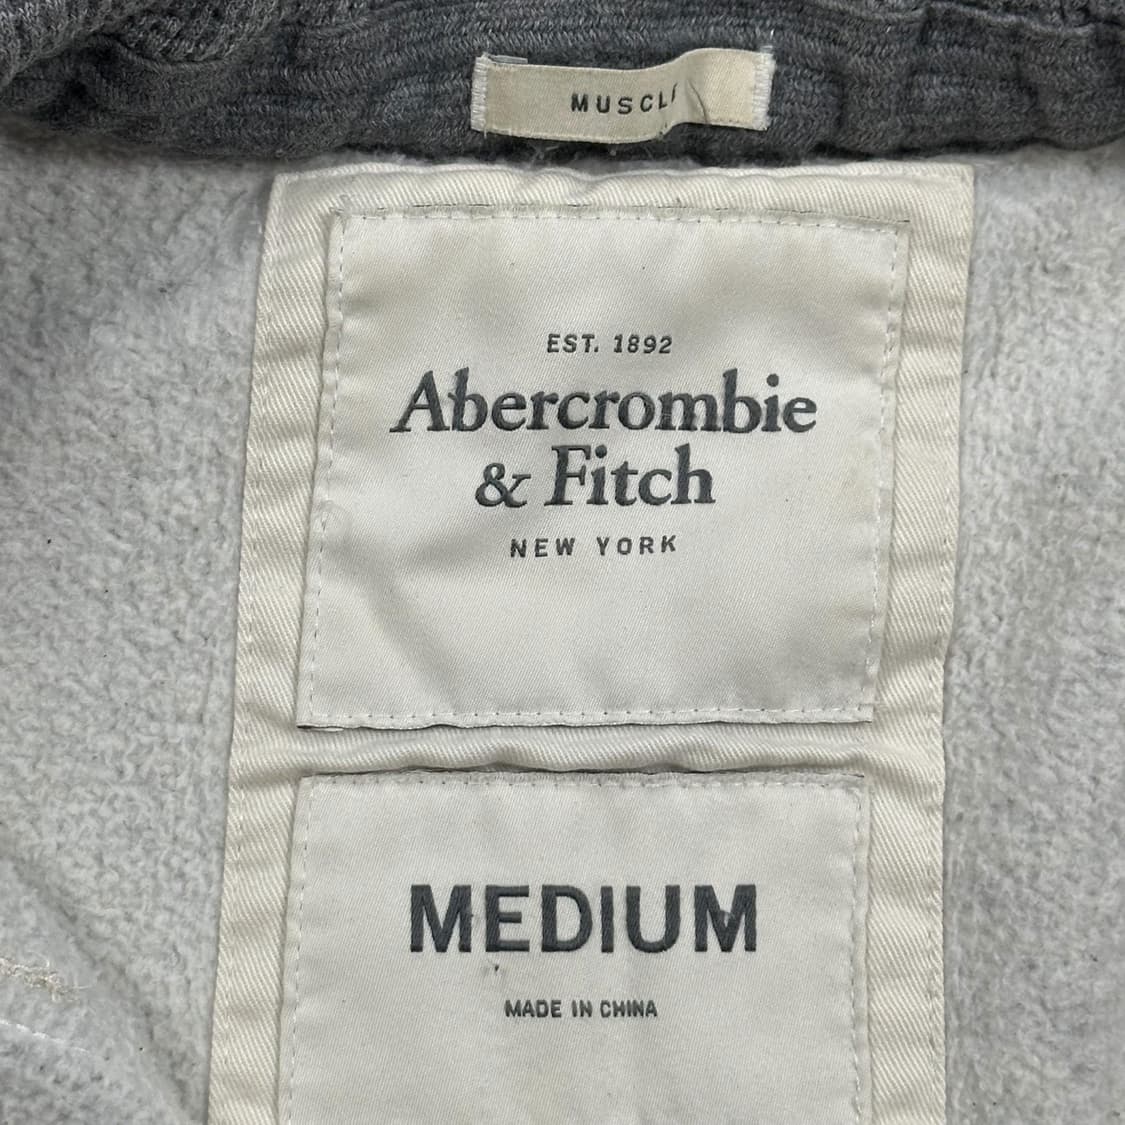 MUSCLE
EST. 1892
Abercrombie
& Fitch
NEW YORK
MEDIUM
MADE IN CHINA